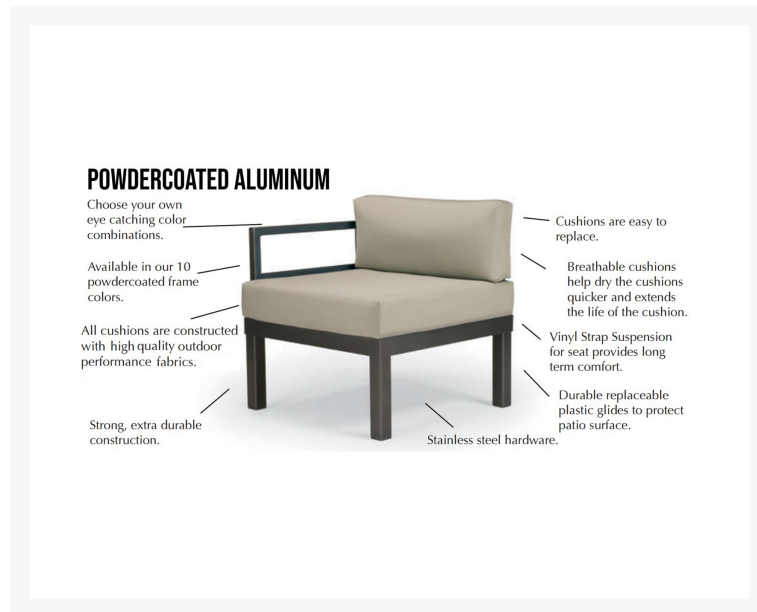 POWDERCOATED ALUMINUM
Choose your own
eye catching color
combinations.
Available in our 10
powdercoated frame
colors.
All cushions are constructed
with high quality outdoor
performance fabrics.
Strong, extra durable
construction.
Cushions are easy to
replace.
Breathable cushions
help dry the cushions
quicker and extends
the life of the cushion.
Vinyl Strap Suspension
for seat provides long
term comfort.
Durable replaceable
plastic glides to protect
patio surface.
Stainless steel hardware.